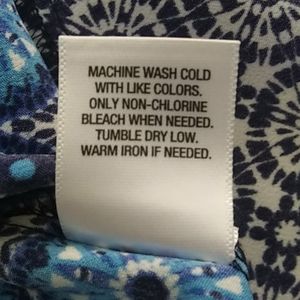 MACHINE WASH COLD
WITH LIKE COLORS.
ONLY NON-CHLORINE
BLEACH WHEN NEEDED.
TUMBLE DRY LOW.
WARM IRON IF NEEDED.